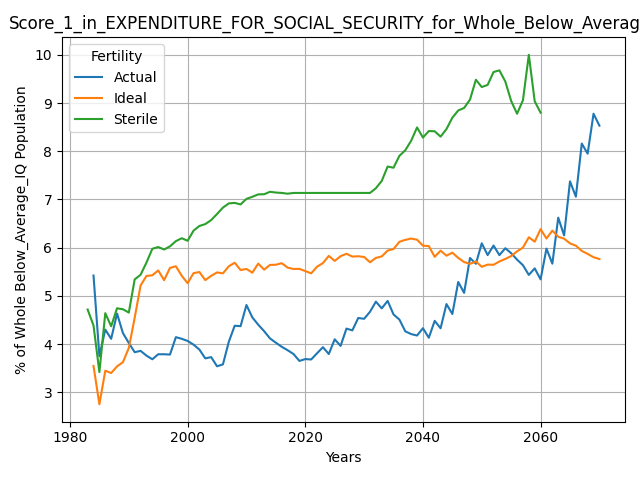 Score_1_in_EXPENDITURE_FOR_SOCIAL_SECURITY_for_Whole_Below_Averag
Fertility
Actual
Ideal
Sterile
% of Whole Below_Average_IQ Population
10
9
8
7
6
5
4
3
1980
2000
2020
2040
2060
Years